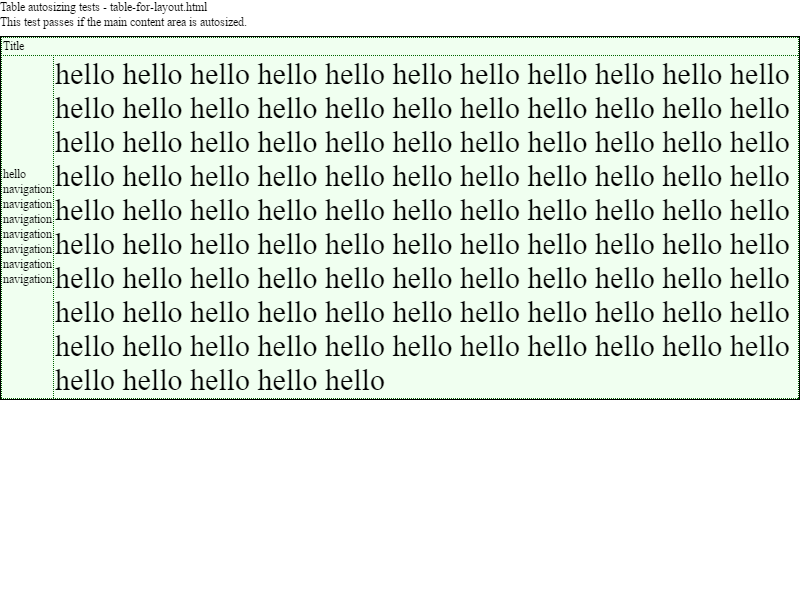 Table autosizing tests - table-for-layout.html
This test passes if the main content area is autosized.
Title
hello
navigation
navigation
navigation
navigation
navigation
navigation
navigation
hello hello hello hello hello hello hello hello hello hello hello
hello hello hello hello hello hello hello hello hello hello hello
hello hello hello hello hello hello hello hello hello hello hello
hello hello hello hello hello hello hello hello hello hello hello
hello hello hello hello hello hello hello hello hello hello hello
hello hello hello hello hello hello hello hello hello hello hello
hello hello hello hello hello hello hello hello hello hello hello
hello hello hello hello hello hello hello hello hello hello hello
hello hello hello hello hello hello hello hello hello hello hello
hello hello hello hello hello